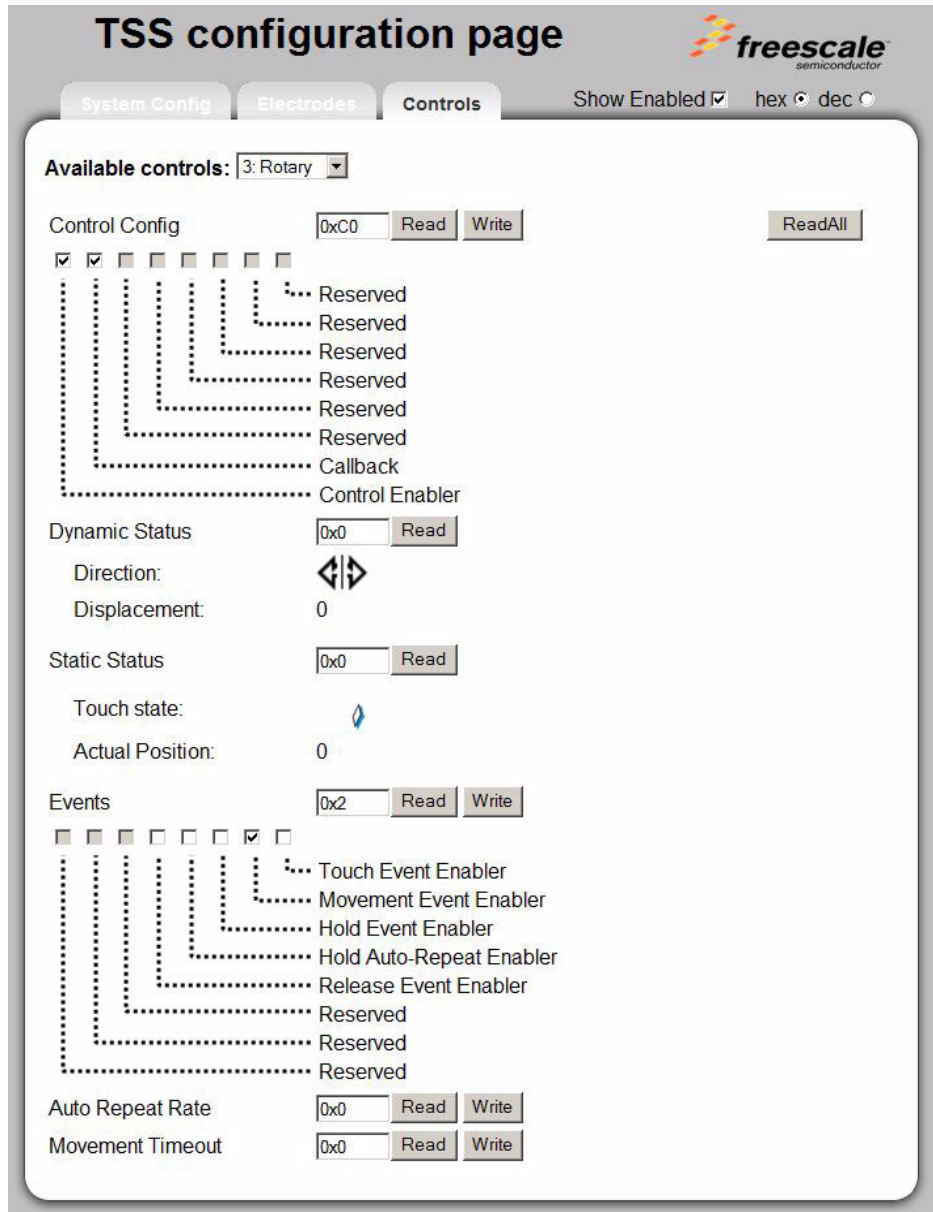 TSS configuration page
freescale
semiconductor
System Config Electrodes Controls Show Enabled hex dec
Available controls: 3: Rotary
Control Config 0xC0 Read Write ReadAll
Reserved
Reserved
Reserved
Reserved
Reserved
Reserved
Callback
Control Enabler
Dynamic Status 0x0 Read
Direction:
Displacement: 0
Static Status 0x0 Read
Touch state:
Actual Position: 0
Events 0x2 Read Write
Touch Event Enabler
Movement Event Enabler
Hold Event Enabler
Hold Auto-Repeat Enabler
Release Event Enabler
Reserved
Reserved
Reserved
Auto Repeat Rate 0x0 Read Write
Movement Timeout 0x0 Read Write